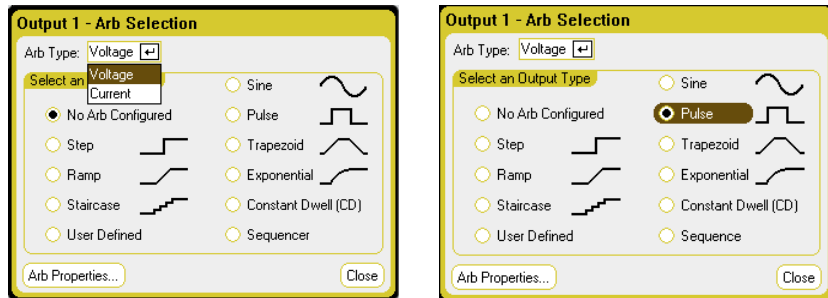 Output 1 - Arb Selection
Arb Type: Voltage
Voltage
Current
Select an
No Arb Configured
Step
Ramp
Staircase
User Defined
Sine
Pulse
Trapezoid
Exponential
Constant Dwell (CD)
Sequencer
Arb Properties...
Close
Output 1 - Arb Selection
Arb Type: Voltage
Select an Output Type
No Arb Configured
Step
Ramp
Staircase
User Defined
Sine
Pulse
Trapezoid
Exponential
Constant Dwell (CD)
Sequence
Arb Properties...
Close